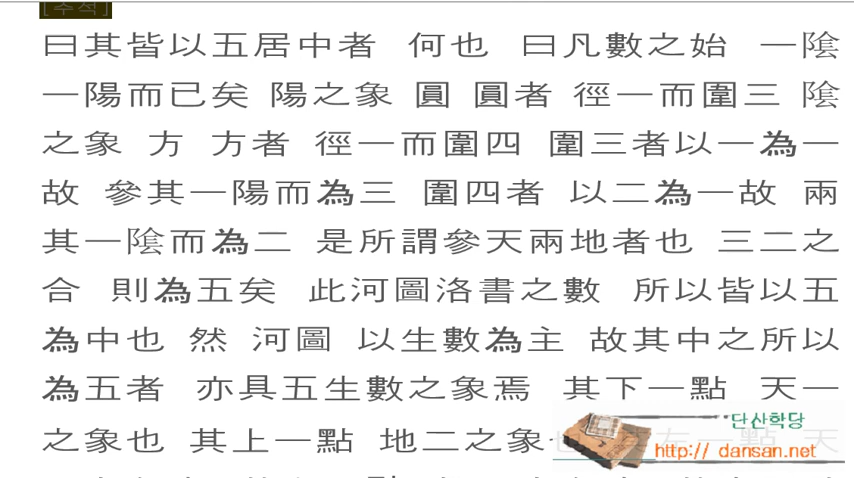 [주석]
曰其皆以五居中者 何也 曰凡數之始 一陰
一陽而已矣 陽之象 圓 圓者 徑一而圍三 陰
之象 方 方者 徑一而圍四 圍三者以一為一
故 參其一陽而為三 圍四者 以二為一故 兩
其一陰而為二 是所謂參天兩地者也 三二之
合 則為五矣 此河圖洛書之數 所以皆以五
為中也 然 河圖 以生數為主 故其中之所以
為五者 亦具五生數之象焉 其下一點 天一
之象也 其上一點 地二之象也 左一點 天
단산학당
http:// dansan.net